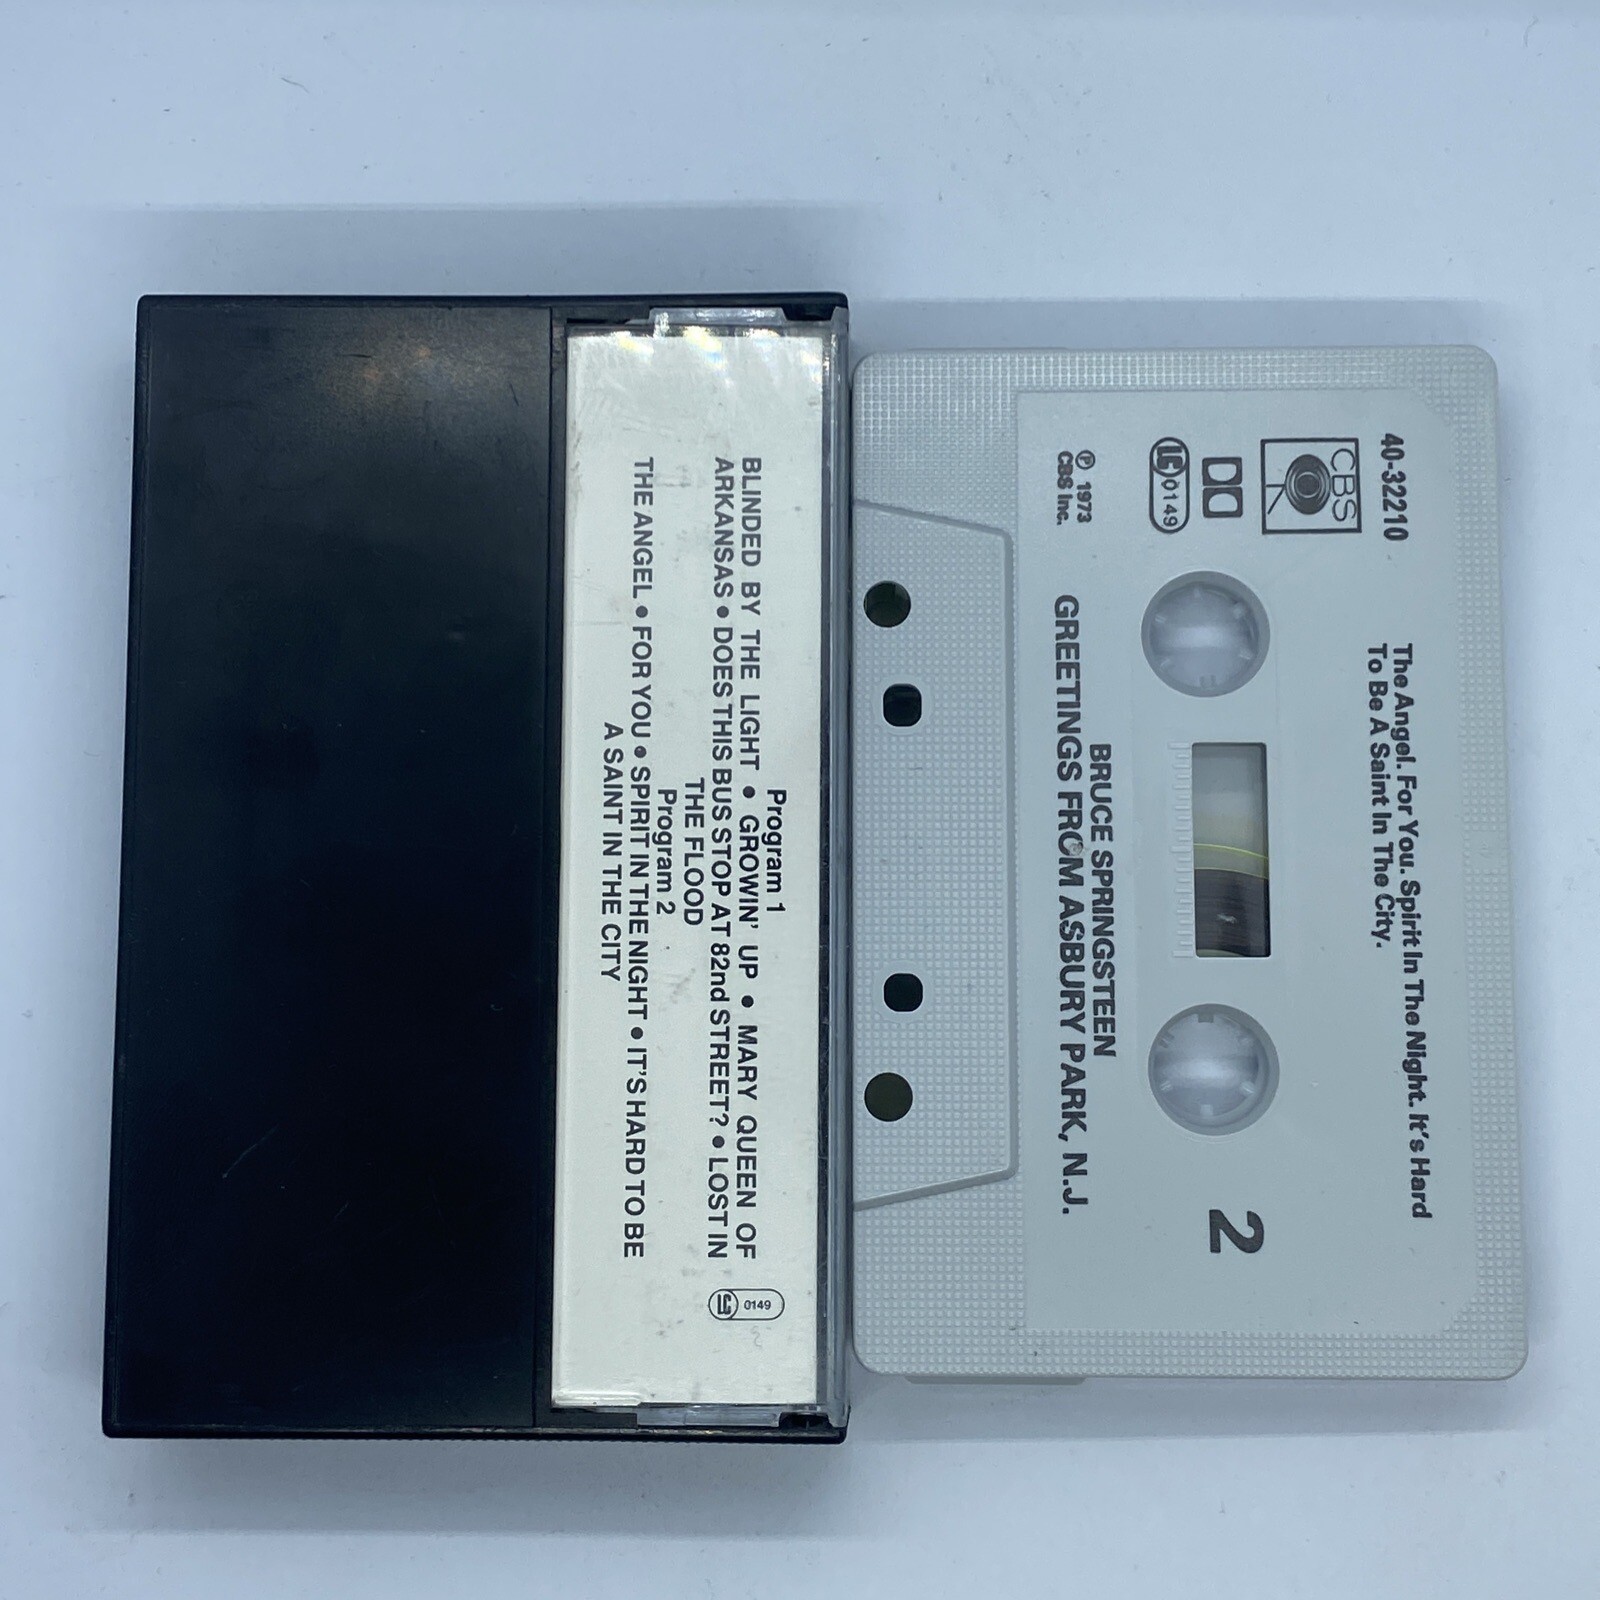 Program 1
BLINDED BY THE LIGHT • GROWIN' UP • MARY QUEEN OF
ARKANSAS • DOES THIS BUS STOP AT 82nd STREET? • LOST IN
THE FLOOD
Program 2
THE ANGEL • FOR YOU • SPIRIT IN THE NIGHT • IT'S HARD TO BE
A SAINT IN THE CITY
LC 0149
40-32210
The Angel. For You. Spirit In The Night. It's Hard
To Be A Saint In The City.
CBS
LC 0149
2
℗ 1973
CBS Inc.
BRUCE SPRINGSTEEN
GREETINGS FROM ASBURY PARK, N.J.